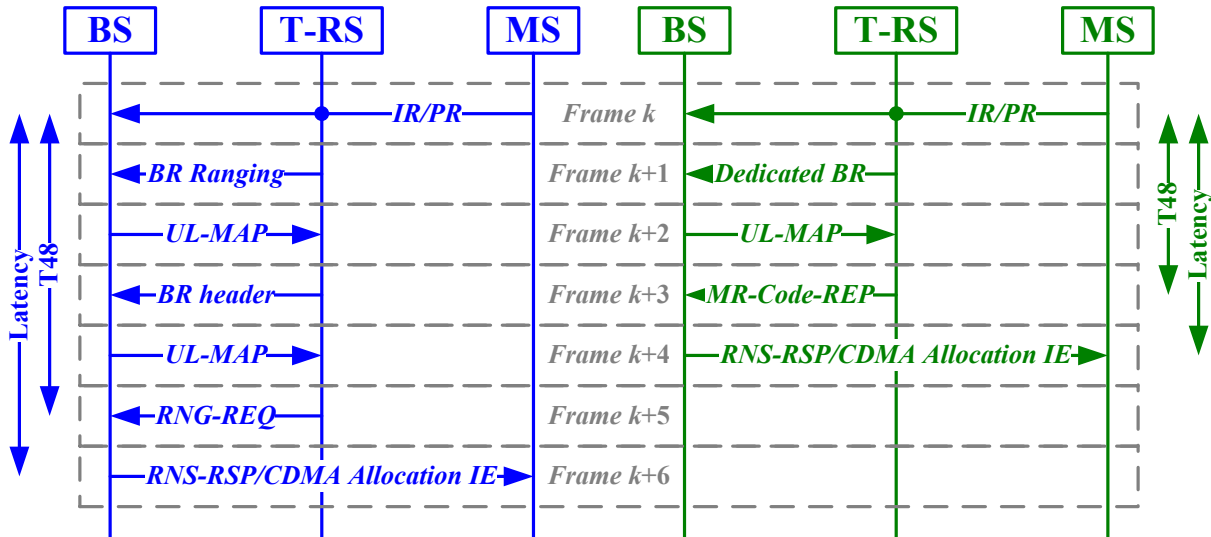 BS T-RS MS BS T-RS MS
IR/PR Frame k IR/PR
BR Ranging Frame k+1 Dedicated BR
UL-MAP Frame k+2 UL-MAP
BR header Frame k+3 MR-Code-REP
UL-MAP Frame k+4 RNS-RSP/CDMA Allocation IE
RNG-REQ Frame k+5
RNS-RSP/CDMA Allocation IE Frame k+6
Latency
T48
T48
Latency